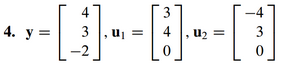 4. y = [4 3 -2], u₁ = [3 4 0], u₂ = [-4 3 0]